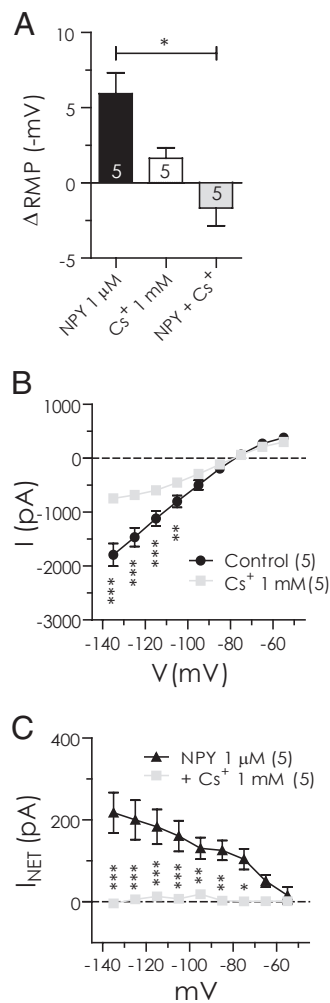 A
*
10
5
0
-5
Δ RMP (-mV)
5
5
5
NPY 1 μM
Cs+ 1 mM
NPY + Cs+
B
1000
0
-1000
-2000
-3000
I (pA)
***
***
***
**
Control (5)
Cs+ 1 mM(5)
-140 -120 -100 -80 -60
V(mV)
C
400
200
0
I NET (pA)
NPY 1 μM (5)
+ Cs+ 1 mM (5)
***
***
***
***
**
**
*
-140 -120 -100 -80 -60
mV